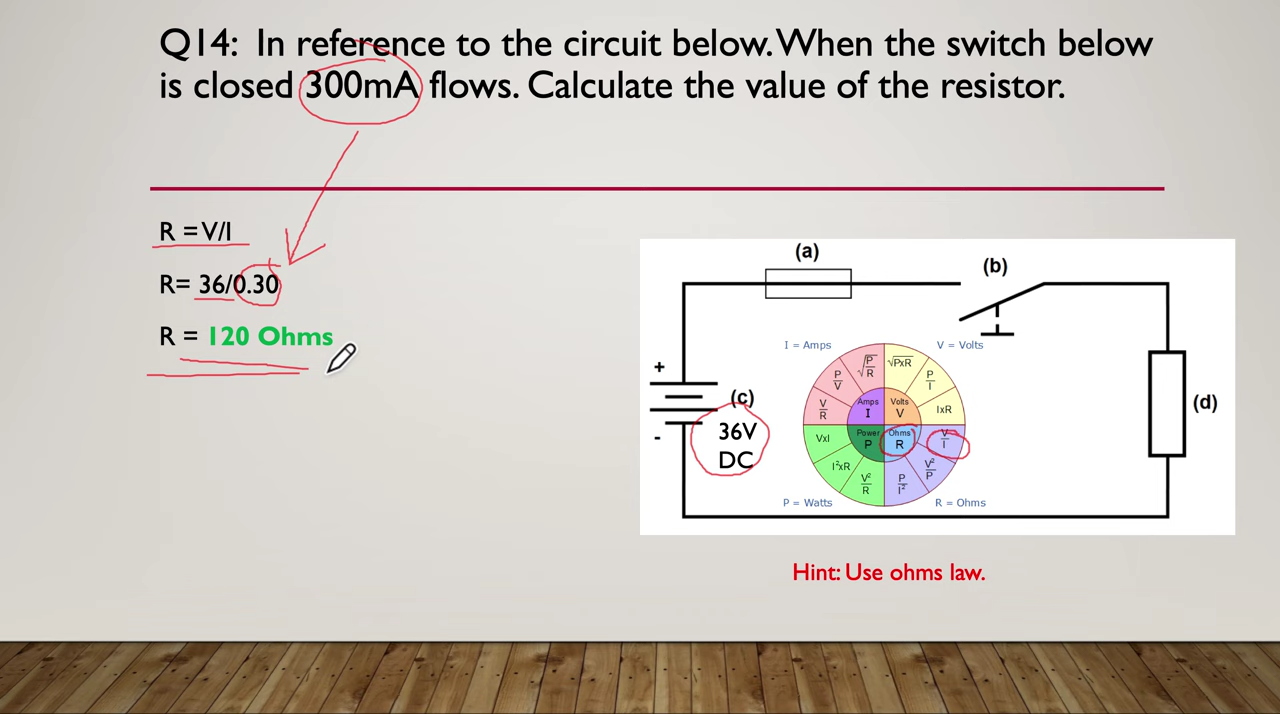 Q14: In reference to the circuit below. When the switch below
is closed 300mA flows. Calculate the value of the resistor.
R = V/I
R= 36/0.30
R = 120 Ohms
(a)
(b)
+
-
(c)
36V
DC
(d)
I = Amps
V = Volts
P = Watts
R = Ohms
Amps
I
Volts
V
Power
P
Ohms
R
V/R
P/V
√P/R
√PxR
P/I
IxR
V/I
V²/P
P/I²
V²/R
I²xR
VxI
Hint: Use ohms law.